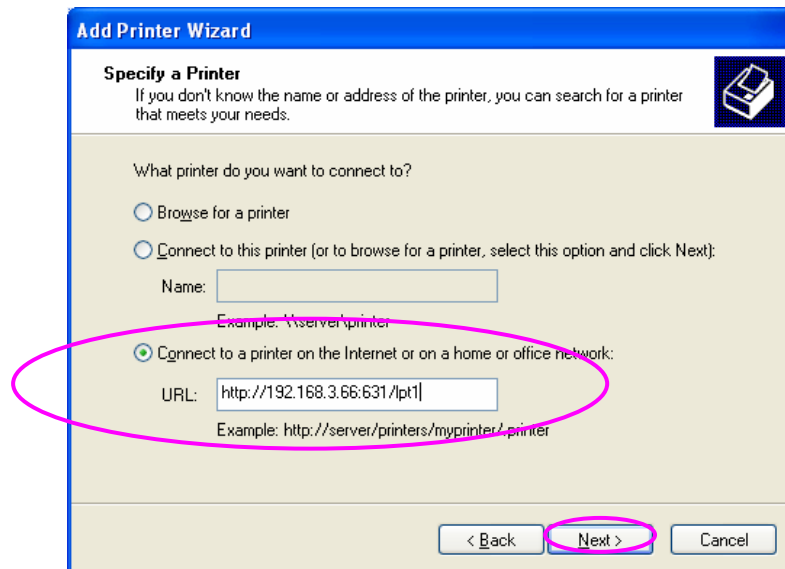 Add Printer Wizard
Specify a Printer
If you don't know the name or address of the printer, you can search for a printer
that meets your needs.
What printer do you want to connect to?
Browse for a printer
Connect to this printer (or to browse for a printer, select this option and click Next):
Name:
Example: \\server\printer
Connect to a printer on the Internet or on a home or office network:
URL: http://192.168.3.66:631/lpt1
Example: http://server/printers/myprinter/.printer
< Back Next > Cancel